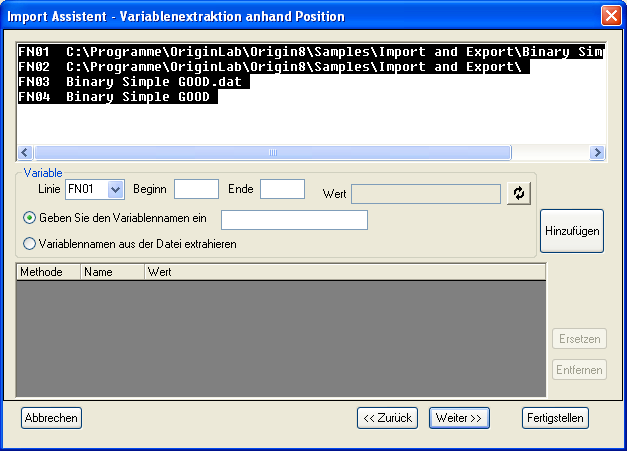 Import Assistent - Variablenextraktion anhand Position
FN01 C:\Programme\OriginLab\Origin8\Samples\Import and Export\Binary Sim
FN02 C:\Programme\OriginLab\Origin8\Samples\Import and Export\
FN03 Binary Simple GOOD.dat
FN04 Binary Simple GOOD
Variable
Linie FN01 Beginn Ende Wert
Geben Sie den Variablennamen ein
Hinzufügen
Variablennamen aus der Datei extrahieren
Methode Name Wert
Ersetzen
Entfernen
Abbrechen << Zurück Weiter >> Fertigstellen